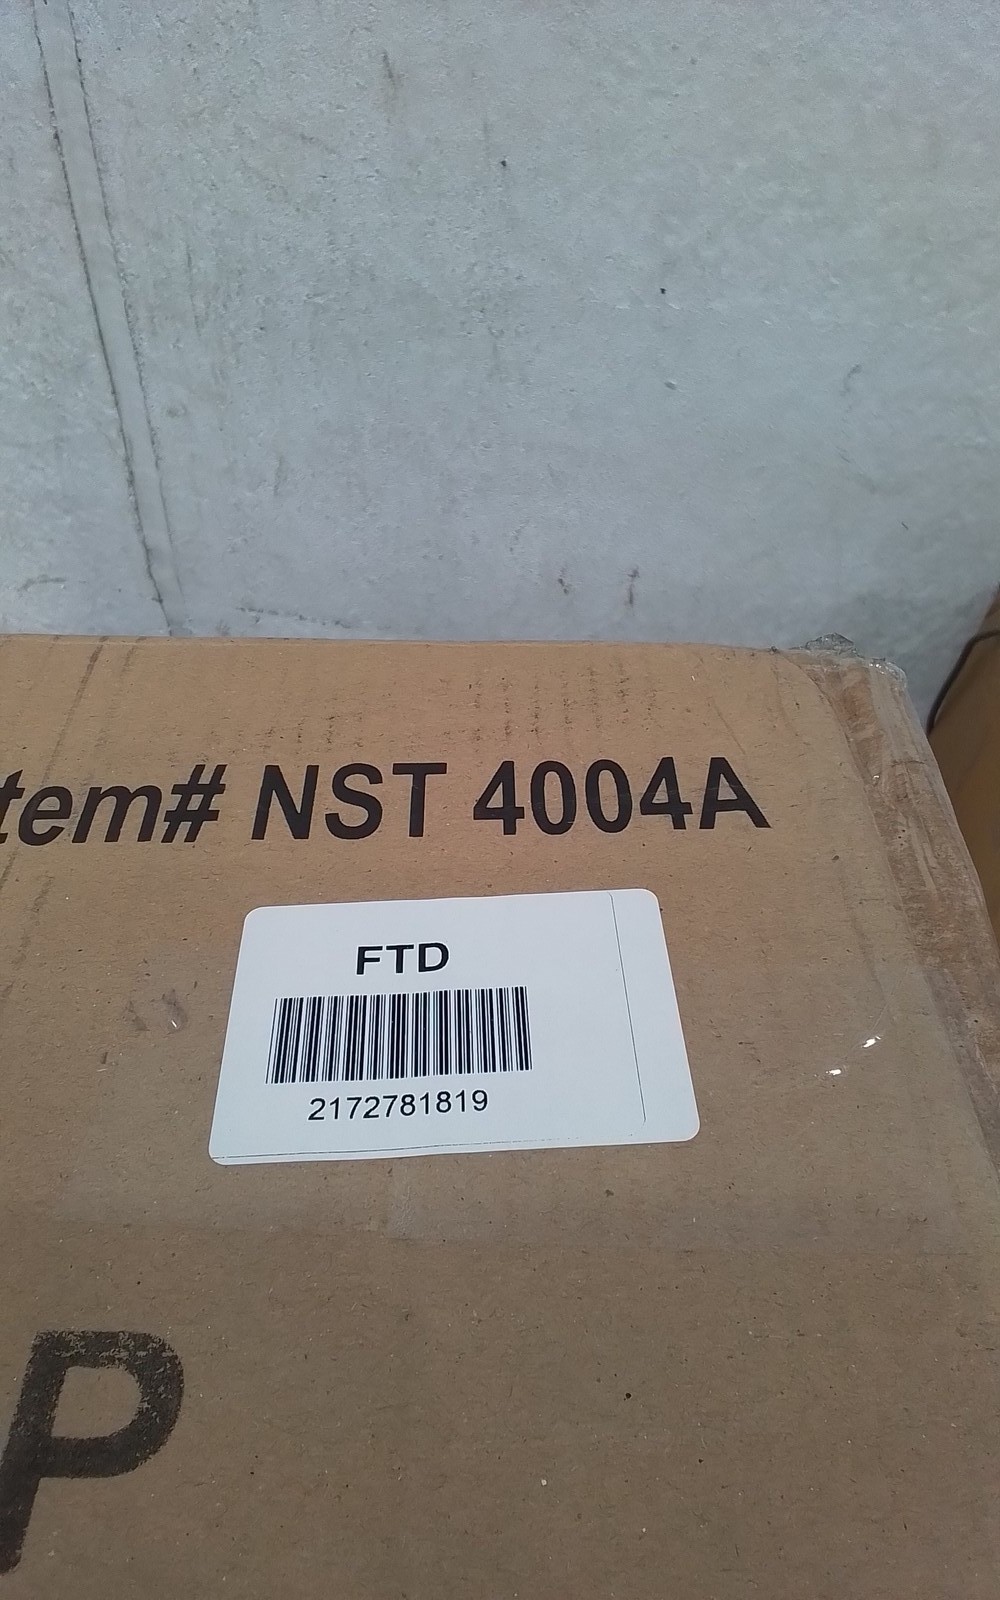 tem# NST 4004A
FTD
2172781819
P